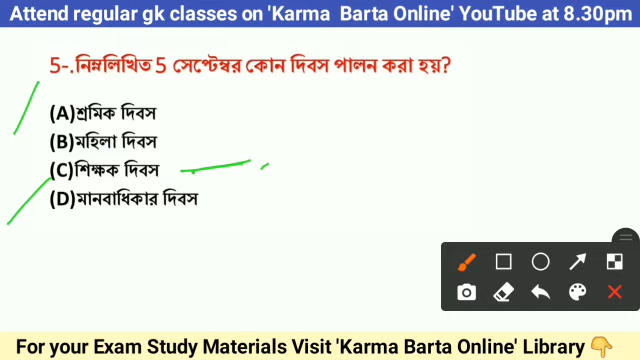 Attend regular gk classes on 'Karma Barta Online' YouTube at 8.30pm
5-.নিম্নলিখিত 5 সেপ্টেম্বর কোন দিবস পালন করা হয়?
(A)শ্রমিক দিবস
(B)মহিলা দিবস
(C)শিক্ষক দিবস
(D)মানবাধিকার দিবস
For your Exam Study Materials Visit 'Karma Barta Online' Library 👇